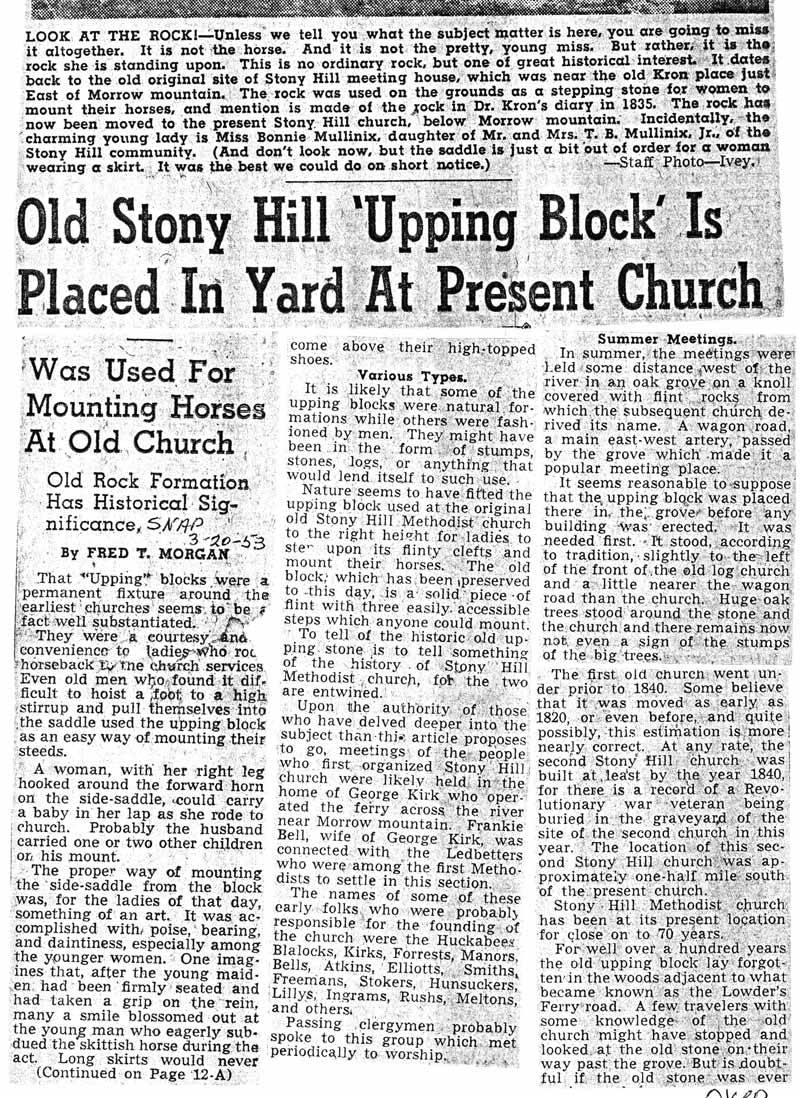 LOOK AT THE ROCK!—Unless we tell you what the subject matter is here, you are going to miss
it altogether. It is not the horse. And it is not the pretty, young miss. But rather, it is the
rock she is standing upon. This is no ordinary rock, but one of great historical interest. It dates
back to the old original site of Stony Hill meeting house, which was near the old Kron place just
East of Morrow mountain. The rock was used on the grounds as a stepping stone for women to
mount their horses, and mention is made of the rock in Dr. Kron's diary in 1835. The rock has
now been moved to the present Stony Hill church, below Morrow mountain. Incidentally, the
charming young lady is Miss Bonnie Mullinix, daughter of Mr. and Mrs. T. B. Mullinix, Jr., of the
Stony Hill community. (And don't look now, but the saddle is just a bit out of order for a woman
wearing a skirt. It was the best we could do on short notice.) —Staff Photo—Ivey.
Old Stony Hill 'Upping Block' Is
Placed In Yard At Present Church
Was Used For
Mounting Horses
At Old Church
Old Rock Formation
Has Historical Sig-
nificance, SNAP
3-20-53
By FRED T. MORGAN
That "Upping" blocks were a
permanent fixture around the
earliest churches seems to be a
fact well substantiated.
They were a courtesy and
convenience to ladies who rod
horseback to the church services
Even old men who found it dif-
ficult to hoist a foot to a high
stirrup and pull themselves into
the saddle used the upping block
as an easy way of mounting their
steeds.
A woman, with her right leg
hooked around the forward horn
on the side-saddle, could carry
a baby in her lap as she rode to
church. Probably the husband
carried one or two other children
on his mount.
The proper way of mounting
the side-saddle from the block
was, for the ladies of that day,
something of an art. It was ac-
complished with poise, bearing,
and daintiness, especially among
the younger women. One imag-
ines that, after the young maid-
en had been firmly seated and
had taken a grip on the rein,
many a smile blossomed out at
the young man who eagerly sub-
dued the skittish horse during the
act. Long skirts would never
(Continued on Page 12-A)
come above their high-topped
shoes.
Various Types.
It is likely that some of the
upping blocks were natural for-
mations while others were fash-
ioned by men. They might have
been in the form of stumps,
stones, logs, or anything that
would lend itself to such use.
Nature seems to have fitted the
upping block used at the original
old Stony Hill Methodist church
to the right height for ladies to
step upon its flinty clefts and
mount their horses. The old
block, which has been preserved
to this day, is a solid piece of
flint with three easily accessible
steps which anyone could mount.
To tell of the historic old up-
ping stone is to tell something
of the history of Stony Hill
Methodist church, for the two
are entwined.
Upon the authority of those
who have delved deeper into the
subject than this article proposes
to go, meetings of the people
who first organized Stony Hill
church were likely held in the
home of George Kirk who oper-
ated the ferry across the river
near Morrow mountain. Frankie
Bell, wife of George Kirk, was
connected with the Ledbetters
who were among the first Metho-
dists to settle in this section.
The names of some of these
early folks who were probably
responsible for the founding of
the church were the Huckabees
Blalocks, Kirks, Forrests, Manors,
Bells, Atkins, Elliotts, Smiths,
Freemans, Stokers, Hunsuckers,
Lillys, Ingrams, Rushs, Meltons,
and others.
Passing clergymen probably
spoke to this group which met
periodically to worship.
Summer Meetings.
In summer, the meetings were
held some distance west of the
river in an oak grove on a knoll
covered with flint rocks from
which the subsequent church de-
rived its name. A wagon road,
a main east-west artery, passed
by the grove which made it a
popular meeting place.
It seems reasonable to suppose
that the upping block was placed
there in the grove before any
building was erected. It was
needed first. It stood, according
to tradition, slightly to the left
of the front of the old log church
and a little nearer the wagon
road than the church. Huge oak
trees stood around the stone and
the church and there remains now
not even a sign of the stumps
of the big trees.
The first old church went un-
der prior to 1840. Some believe
that it was moved as early as
1820, or even before, and quite
possibly, this estimation is more
nearly correct. At any rate, the
second Stony Hill church was
built at least by the year 1840,
for there is a record of a Revo-
lutionary war veteran being
buried in the graveyard of the
site of the second church in this
year. The location of this sec-
ond Stony Hill church was ap-
proximately one-half mile south
of the present church.
Stony Hill Methodist church
has been at its present location
for close on to 70 years.
For well over a hundred years
the old upping block lay forgot-
ten in the woods adjacent to what
became known as the Lowder's
Ferry road. A few travelers with
some knowledge of the old
church might have stopped and
looked at the old stone on their
way past the grove. But is doubt-
ful if the old stone was ever
OVER